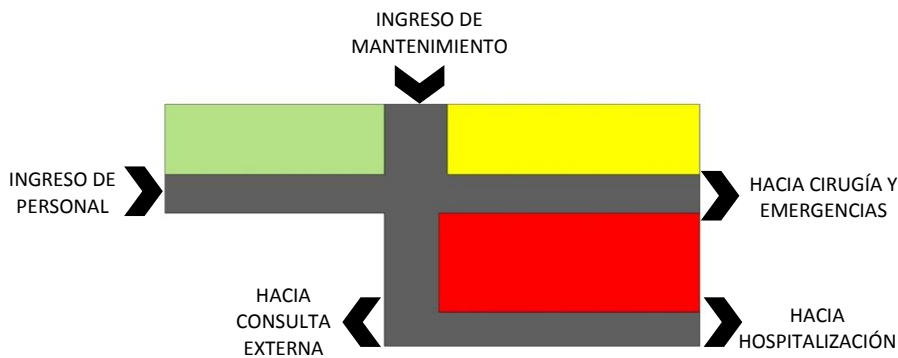 INGRESO DE
MANTENIMIENTO
INGRESO DE
PERSONAL
HACIA CIRUGÍA Y
EMERGENCIAS
HACIA
CONSULTA
EXTERNA
HACIA
HOSPITALIZACIÓN